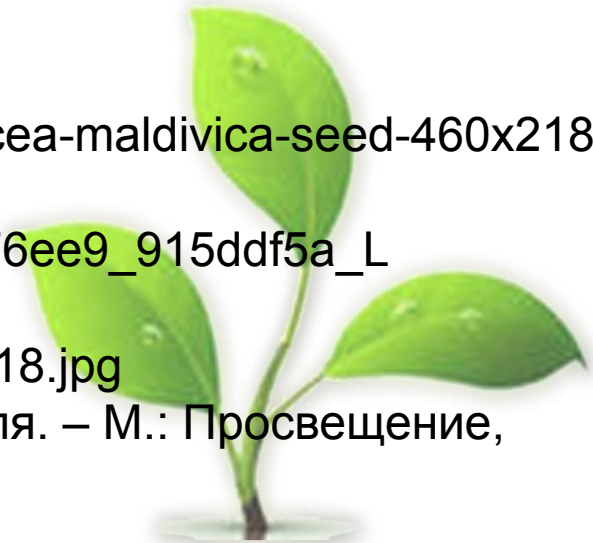 cea-maldivica-seed-460x218
6ee9_915ddf5a_L
18.jpg
ля. – М.: Просвещение,